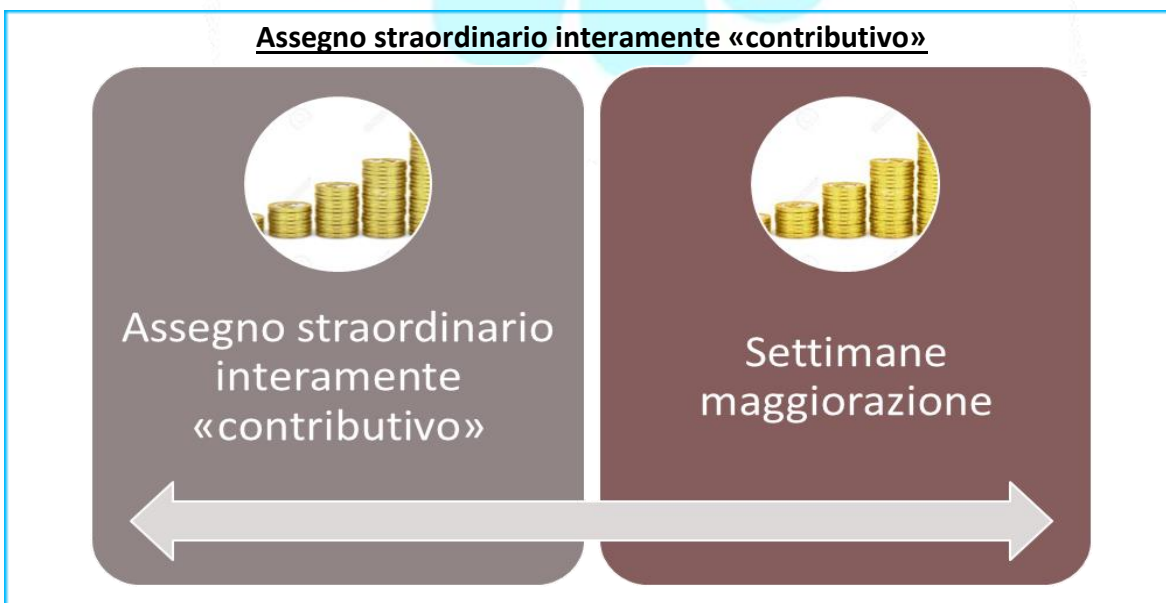 Assegno straordinario interamente «contributivo»
Assegno straordinario
interamente
«contributivo»
Settimane
maggiorazione